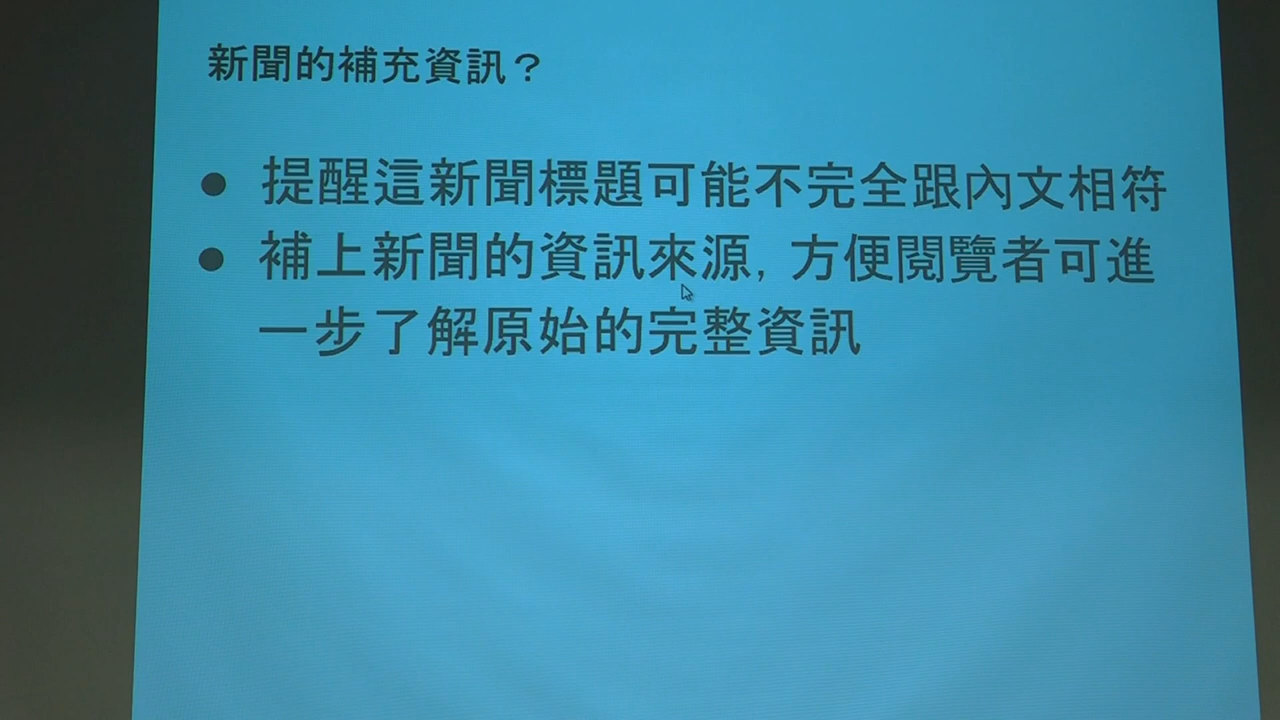 新聞的補充資訊？
● 提醒這新聞標題可能不完全跟內文相符
● 補上新聞的資訊來源, 方便閱覽者可進
一步了解原始的完整資訊